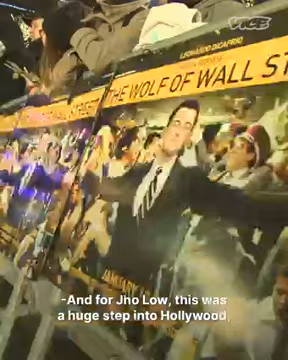 VICE
LEONARDO DICAPRIO
THE WOLF OF WALL ST
STREET
JANUARY
-And for Jho Low, this was
a huge step into Hollywood